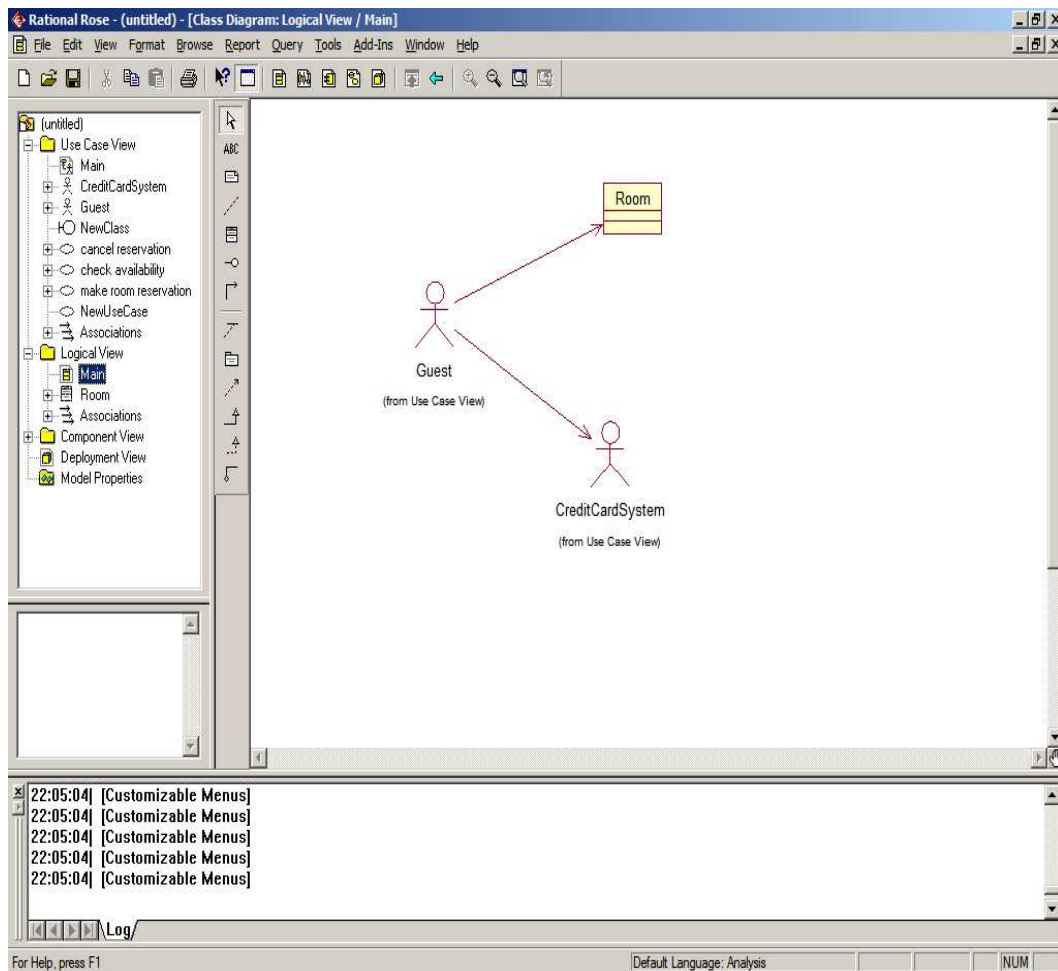 Rational Rose - (untitled) - [Class Diagram: Logical View / Main]
File Edit View Format Browse Report Query Tools Add-Ins Window Help
(untitled)
Use Case View
Main
CreditCardSystem
Guest
NewClass
cancel reservation
check availability
make room reservation
NewUseCase
Associations
Logical View
Main
Room
Associations
Component View
Deployment View
Model Properties
ABC
Room
Guest
(from Use Case View)
CreditCardSystem
(from Use Case View)
22:05:04| [Customizable Menus]
22:05:04| [Customizable Menus]
22:05:04| [Customizable Menus]
22:05:04| [Customizable Menus]
22:05:04| [Customizable Menus]
Log
For Help, press F1
Default Language: Analysis
NUM